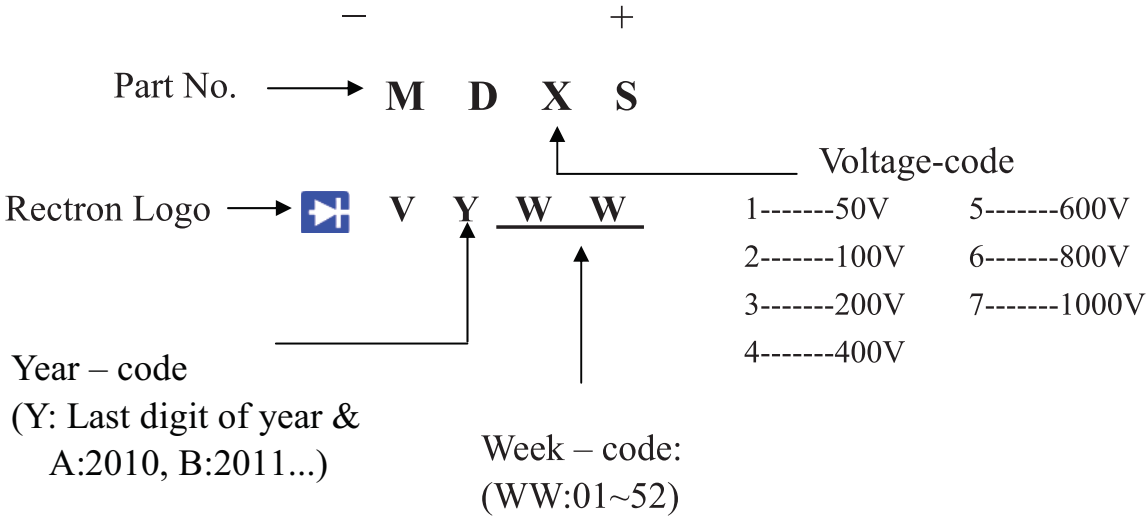 – +
Part No. M D X S
Voltage-code
Rectron Logo V Y W W
1-------50V 5-------600V
2-------100V 6-------800V
3-------200V 7-------1000V
4-------400V
Year – code
(Y: Last digit of year &
A:2010, B:2011...)
Week – code:
(WW:01~52)